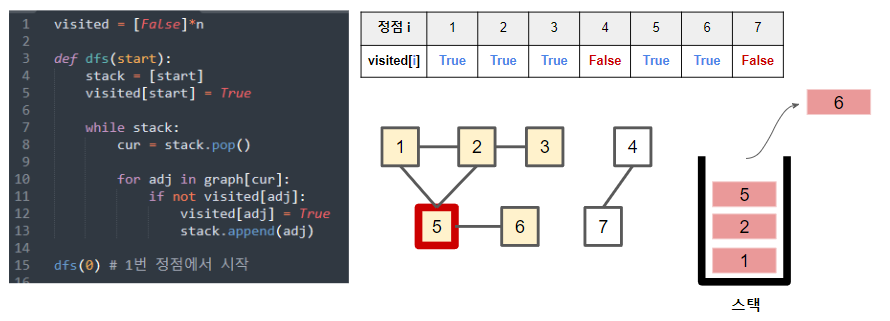 1 visited = [False]*n
2
3 def dfs(start):
4     stack = [start]
5     visited[start] = True
6
7     while stack:
8         cur = stack.pop()
9
10         for adj in graph[cur]:
11             if not visited[adj]:
12                 visited[adj] = True
13                 stack.append(adj)
14
15 dfs(0) # 1번 정점에서 시작
16
정점 i 1 2 3 4 5 6 7
visited[i] True True True False True True False
6
1 2 3 4
5 6 7
5
2
1
스택